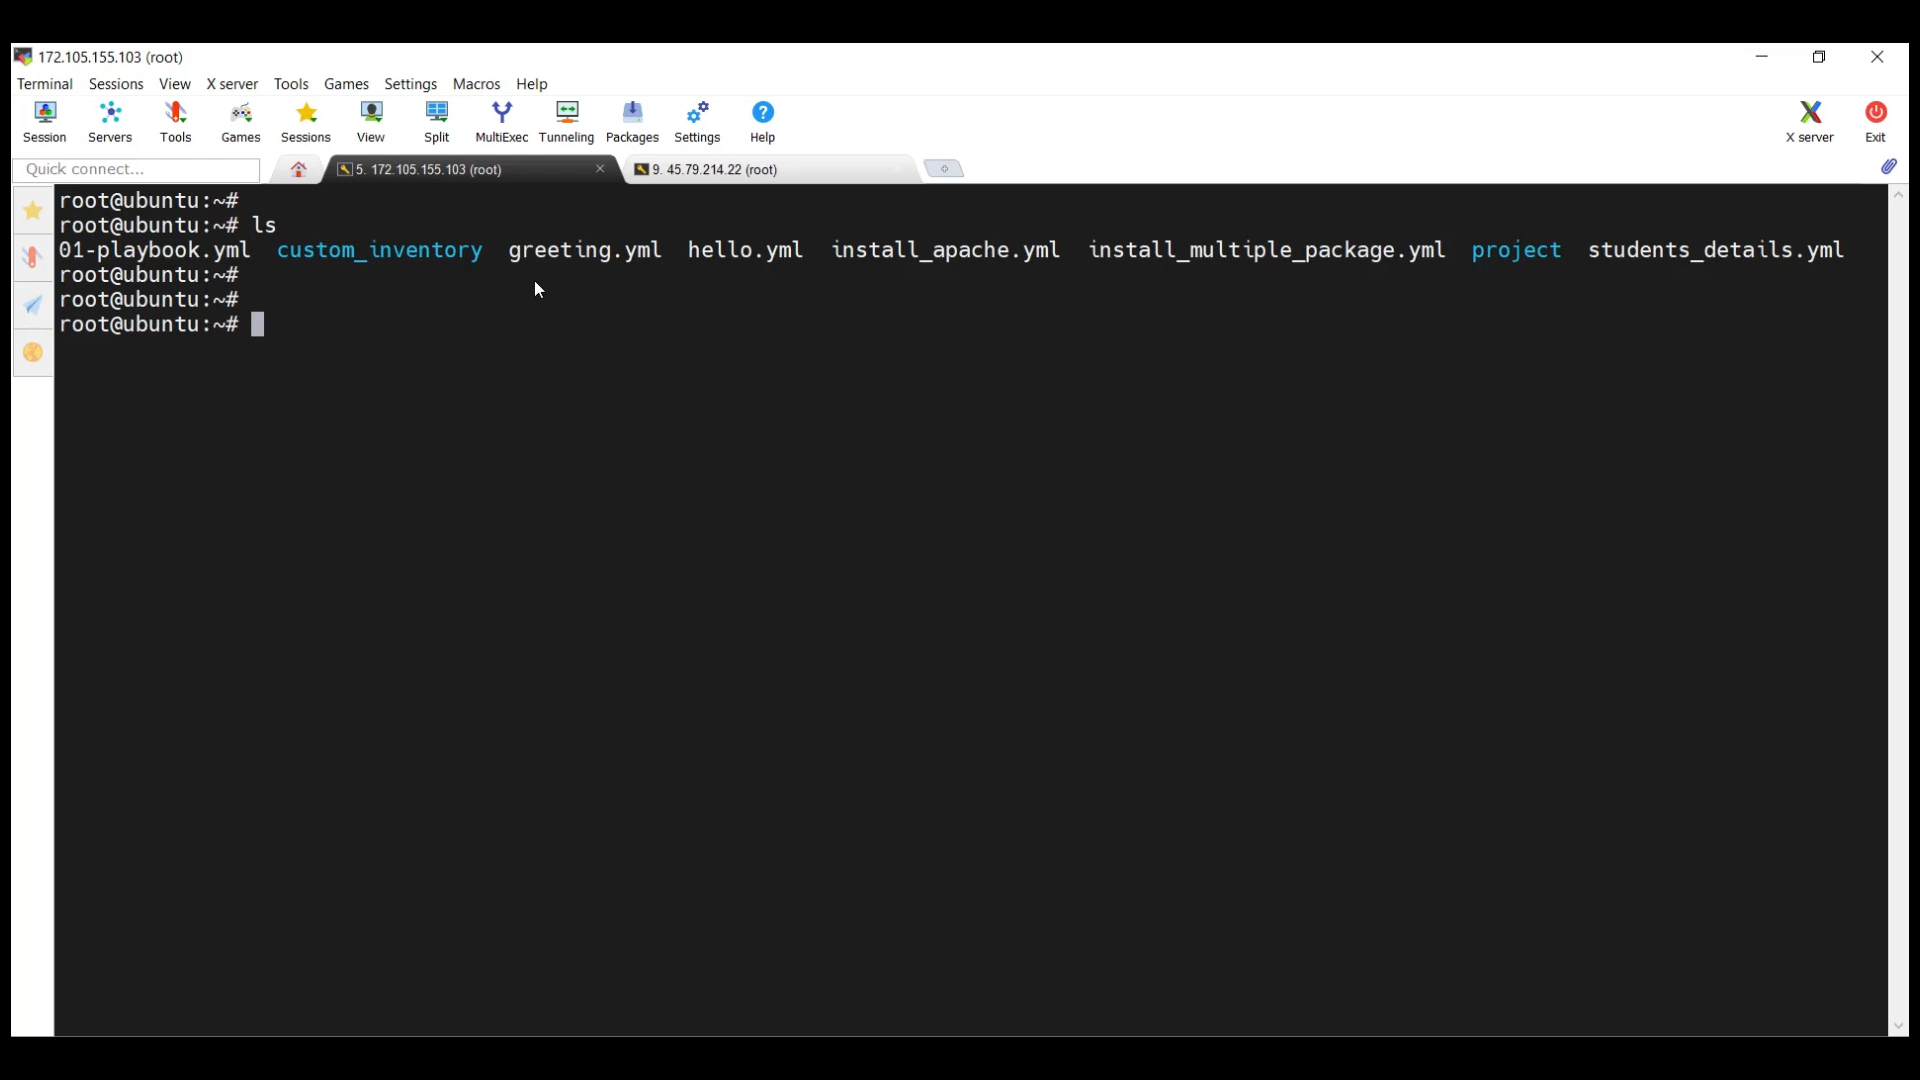 172.105.155.103 (root)
Terminal Sessions View X server Tools Games Settings Macros Help
Session Servers Tools Games Sessions View Split MultiExec Tunneling Packages Settings Help X server Exit
Quick connect... 5. 172.105.155.103 (root) 9. 45.79.214.22 (root)
root@ubuntu:~#
root@ubuntu:~# ls
01-playbook.yml custom_inventory greeting.yml hello.yml install_apache.yml install_multiple_package.yml project students_details.yml
root@ubuntu:~#
root@ubuntu:~#
root@ubuntu:~#